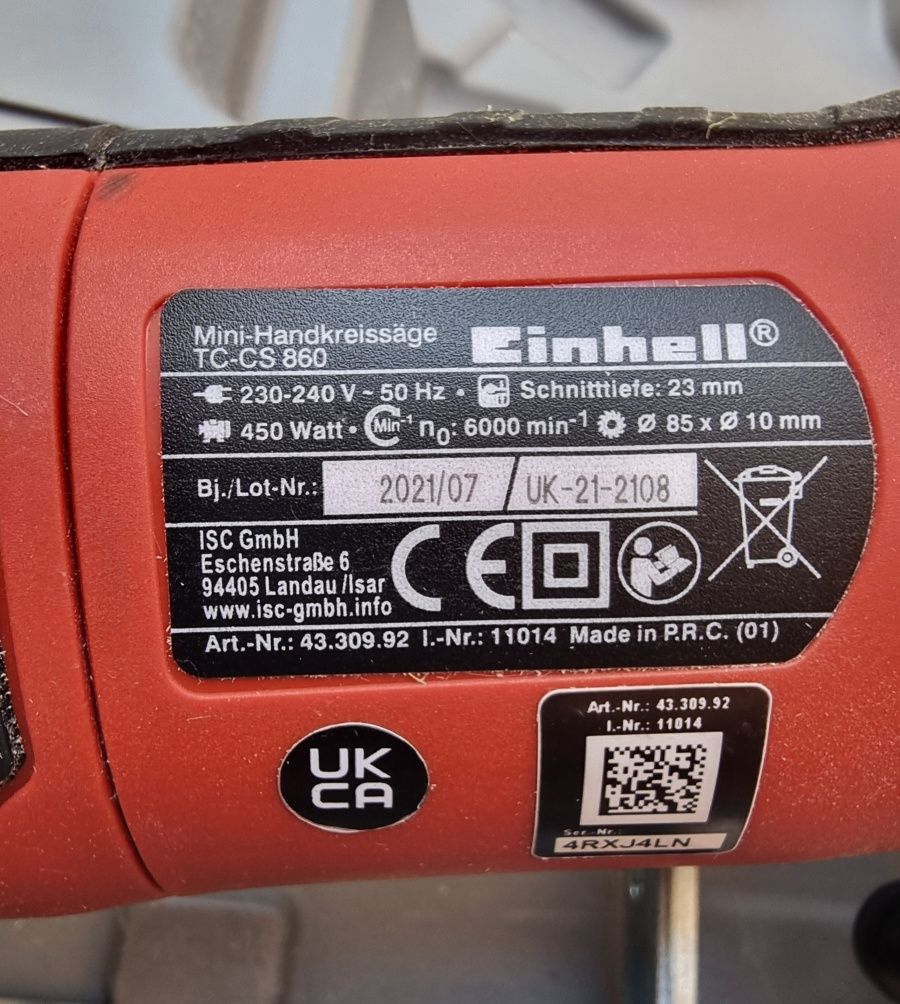 Mini-Handkreissäge
TC-CS 860
Einhell®
230-240 V ~ 50 Hz • Schnitttiefe: 23 mm
450 Watt • Min⁻¹ n₀: 6000 min⁻¹ Ø 85 x Ø 10 mm
Bj./Lot-Nr.: 2021/07 / UK-21-2108
ISC GmbH
Eschenstraße 6
94405 Landau /Isar
www.isc-gmbh.info
CE
Art.-Nr.: 43.309.92 I.-Nr.: 11014 Made in P.R.C. (01)
UK
CA
Art.-Nr.: 43.309.92
I.-Nr.: 11014
Ser.-Nr.:
4RXJ4LN